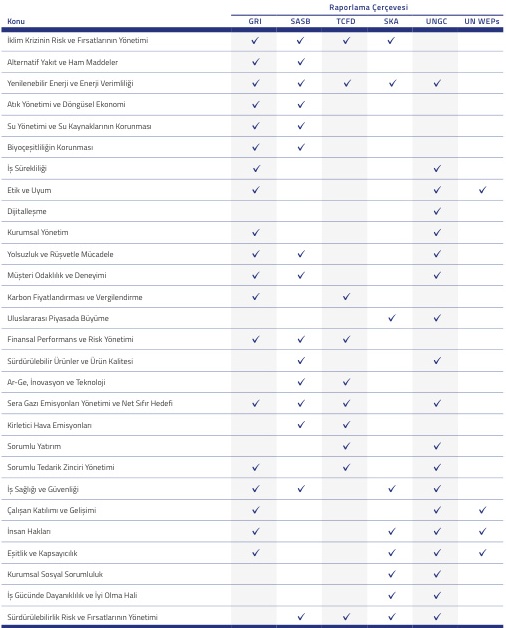 Raporlama Çerçevesi
Konu GRI SASB TCFD SKA UNGC UN WEPs
İklim Krizinin Risk ve Fırsatlarının Yönetimi ✓ ✓ ✓ ✓
Alternatif Yakıt ve Ham Maddeler ✓ ✓
Yenilenebilir Enerji ve Enerji Verimliliği ✓ ✓ ✓ ✓ ✓
Atık Yönetimi ve Döngüsel Ekonomi ✓ ✓
Su Yönetimi ve Su Kaynaklarının Korunması ✓ ✓
Biyoçeşitliliğin Korunması ✓ ✓
İş Sürekliliği ✓ ✓
Etik ve Uyum ✓ ✓ ✓
Dijitalleşme ✓
Kurumsal Yönetim ✓ ✓
Yolsuzluk ve Rüşvetle Mücadele ✓ ✓ ✓
Müşteri Odaklılık ve Deneyimi ✓ ✓ ✓
Karbon Fiyatlandırması ve Vergilendirme ✓ ✓
Uluslararası Piyasada Büyüme ✓ ✓
Finansal Performans ve Risk Yönetimi ✓ ✓ ✓
Sürdürülebilir Ürünler ve Ürün Kalitesi ✓ ✓
Ar-Ge, İnovasyon ve Teknoloji ✓ ✓
Sera Gazı Emisyonları Yönetimi ve Net Sıfır Hedefi ✓ ✓ ✓ ✓
Kirletici Hava Emisyonları ✓ ✓
Sorumlu Yatırım ✓ ✓
Sorumlu Tedarik Zinciri Yönetimi ✓ ✓ ✓
İş Sağlığı ve Güvenliği ✓ ✓ ✓ ✓
Çalışan Katılımı ve Gelişimi ✓ ✓ ✓
İnsan Hakları ✓ ✓ ✓ ✓
Eşitlik ve Kapsayıcılık ✓ ✓ ✓ ✓
Kurumsal Sosyal Sorumluluk ✓ ✓
İş Gücünde Dayanıklılık ve İyi Olma Hali ✓ ✓
Sürdürülebilirlik Risk ve Fırsatlarının Yönetimi ✓ ✓ ✓ ✓